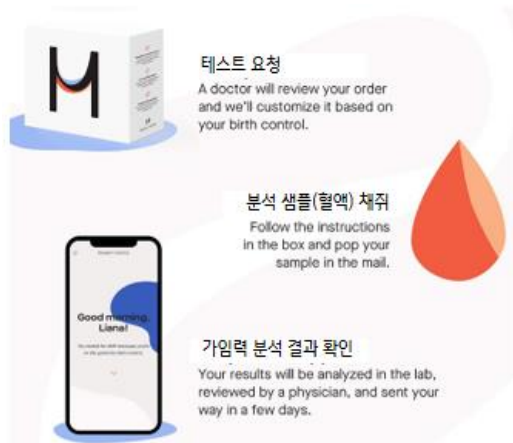 테스트 요청
A doctor will review your order
and we'll customize it based on
your birth control.
분석 샘플(혈액) 채쥐
Follow the instructions
in the box and pop your
sample in the mail.
Good morning,
Liana!
가임력 분석 결과 확인
Your results will be analyzed in the lab,
reviewed by a physician, and sent your
way in a few days.